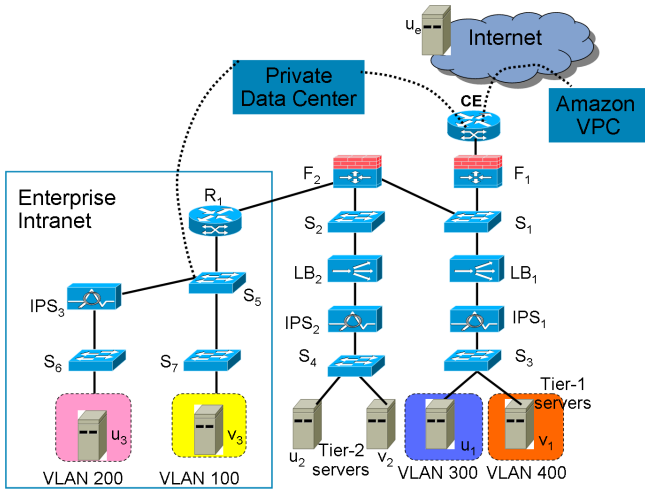 ue
Internet
Private
Data Center
CE
Amazon
VPC
F2
F1
Enterprise
Intranet
R1
S2
S1
LB2
LB1
S5
IPS3
IPS2
IPS1
S6
S7
S4
S3
Tier-1
servers
u3
v3
u2
Tier-2
servers
v2
u1
v1
VLAN 200
VLAN 100
VLAN 300
VLAN 400